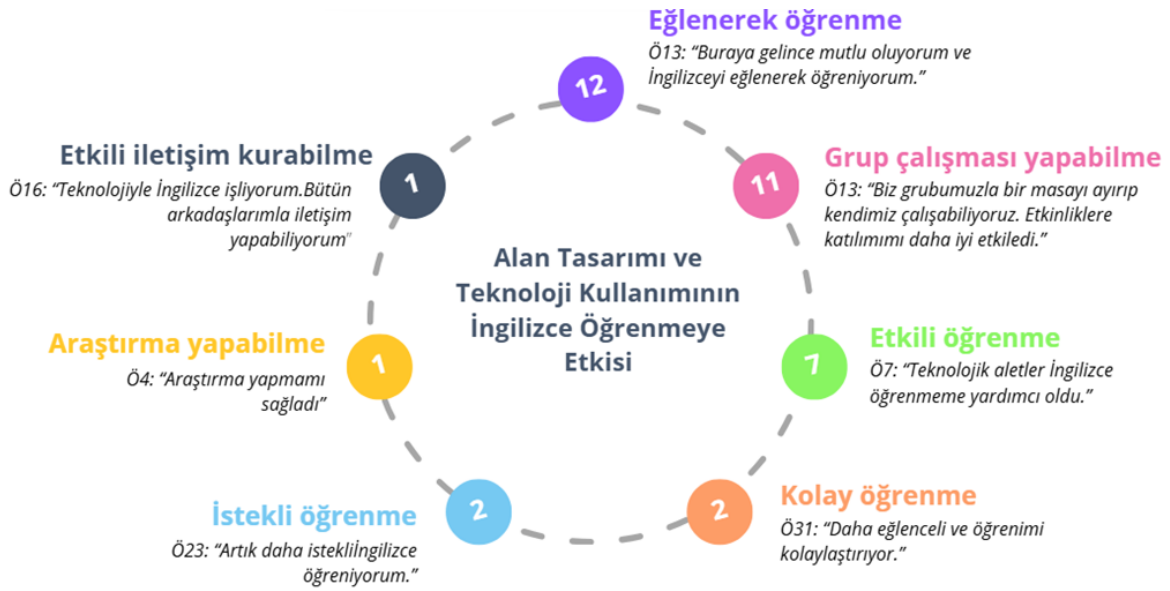 Eğlenerek öğrenme
Ö13: “Buraya gelince mutlu oluyorum ve
İngilizceyi eğlenerek öğreniyorum.”
12
Grup çalışması yapabilme
Ö13: “Biz grubumuzla bir masayı ayırıp
kendimiz çalışabiliyoruz. Etkinliklere
katılımımı daha iyi etkiledi.”
11
Etkili öğrenme
Ö7: “Teknolojik aletler İngilizce
öğrenmeme yardımcı oldu.”
7
Kolay öğrenme
Ö31: “Daha eğlenceli ve öğrenimi
kolaylaştırıyor.”
2
İstekli öğrenme
Ö23: “Artık daha istekliİngilizce
öğreniyorum.”
2
Araştırma yapabilme
Ö4: “Araştırma yapmamı
sağladı”
1
Etkili iletişim kurabilme
Ö16: “Teknolojiyle İngilizce işliyorum.Bütün
arkadaşlarımla iletişim
yapabiliyorum”
1
Alan Tasarımı ve
Teknoloji Kullanımının
İngilizce Öğrenmeye
Etkisi